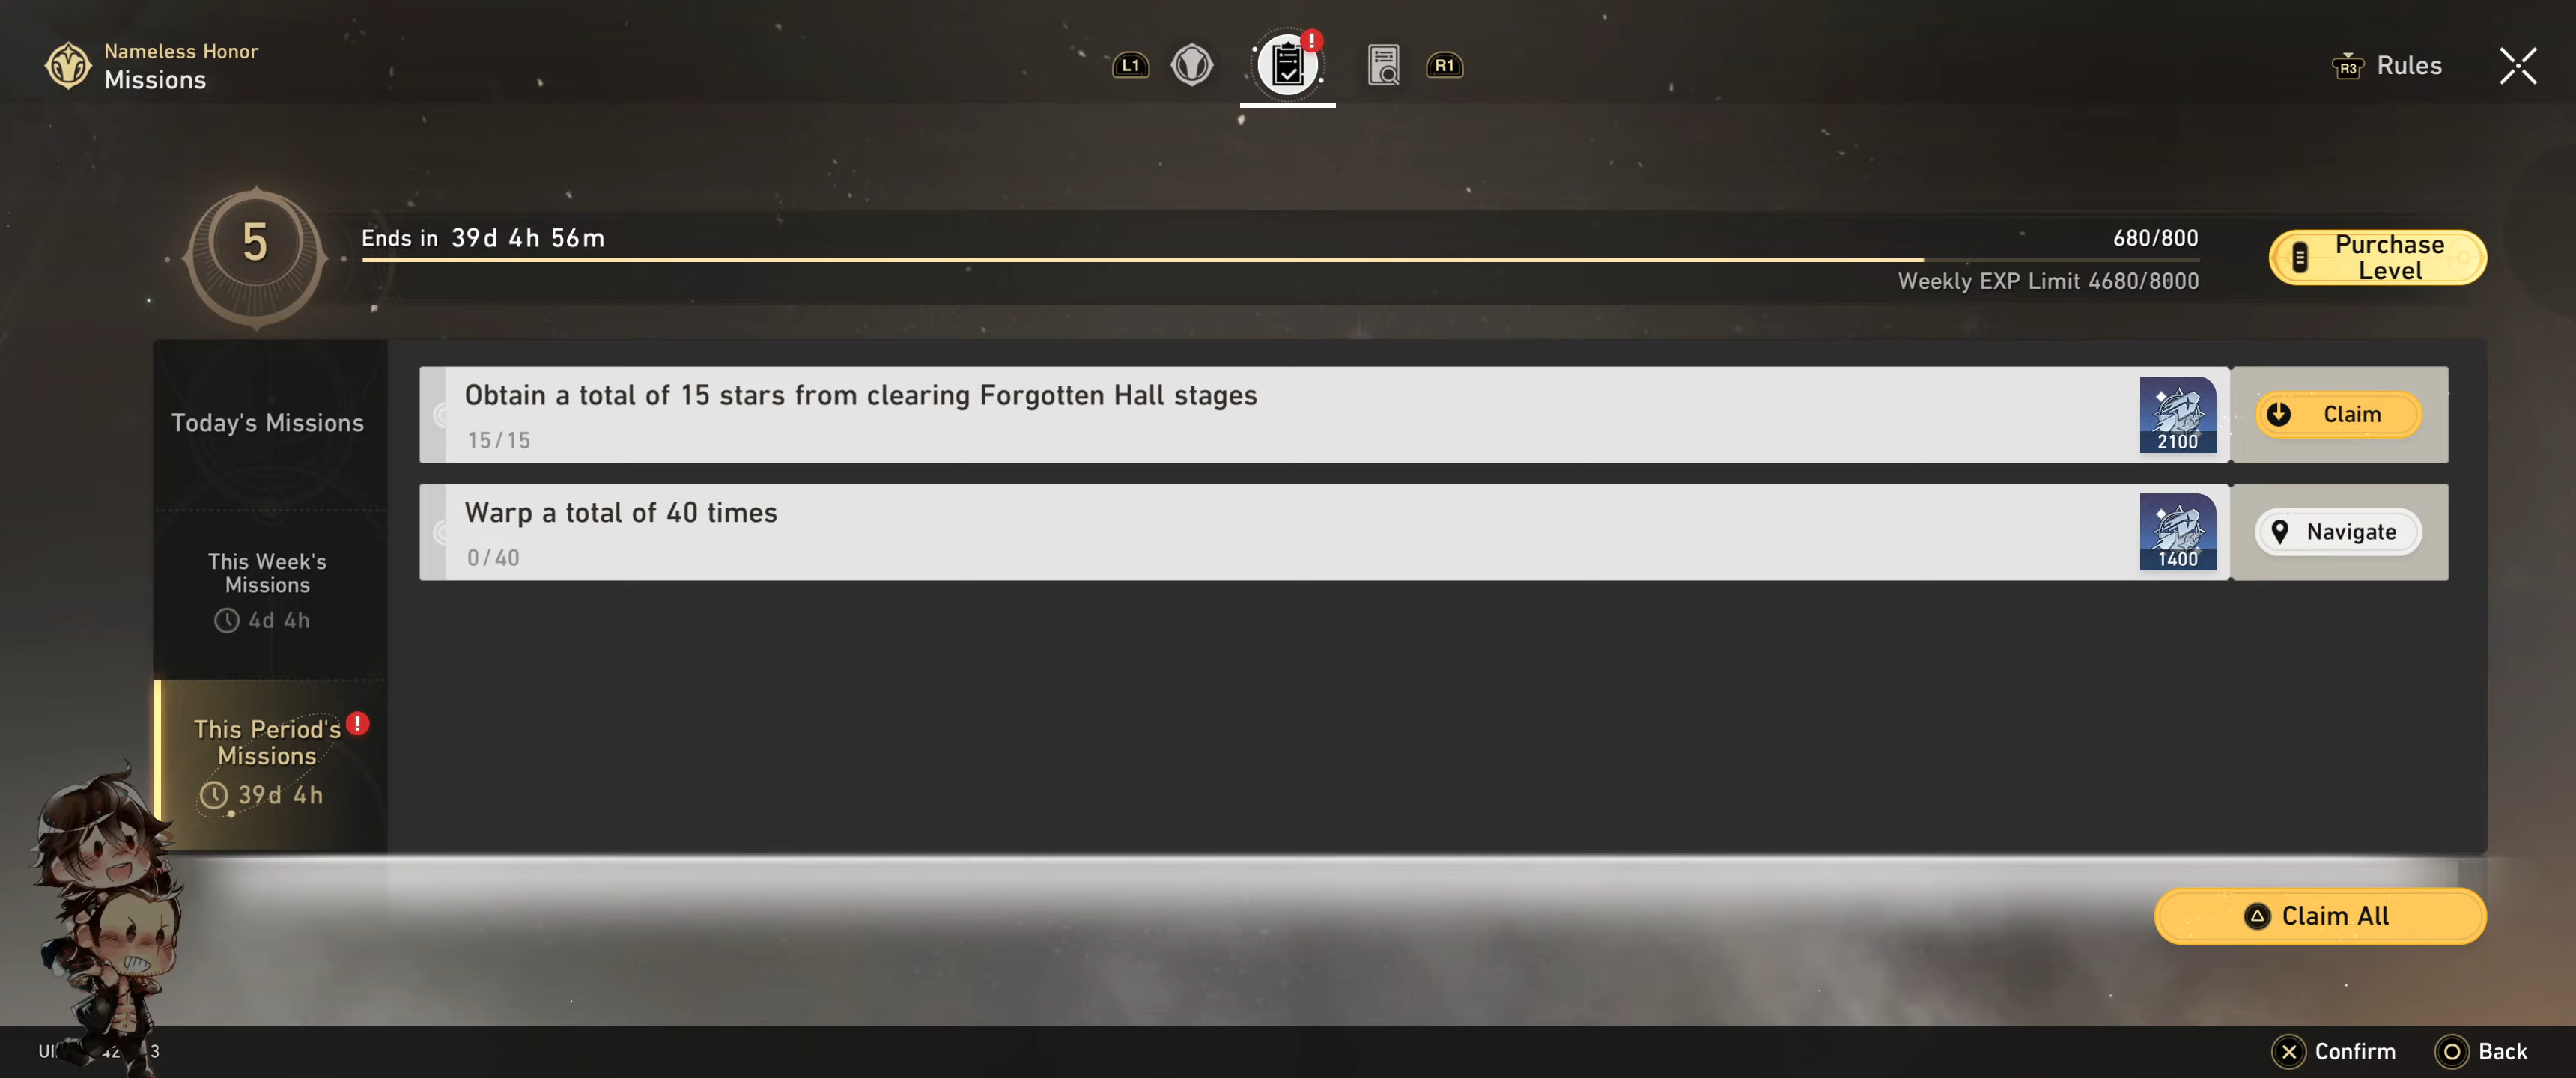 Nameless Honor
Missions
L1
R1
R3 Rules
5
Ends in 39d 4h 56m
680/800
Weekly EXP Limit 4680/8000
Purchase
Level
Today's Missions
This Week's
Missions
4d 4h
This Period's
Missions
39d 4h
Obtain a total of 15 stars from clearing Forgotten Hall stages
15/15
2100
Claim
Warp a total of 40 times
0/40
1400
Navigate
Claim All
Confirm
Back